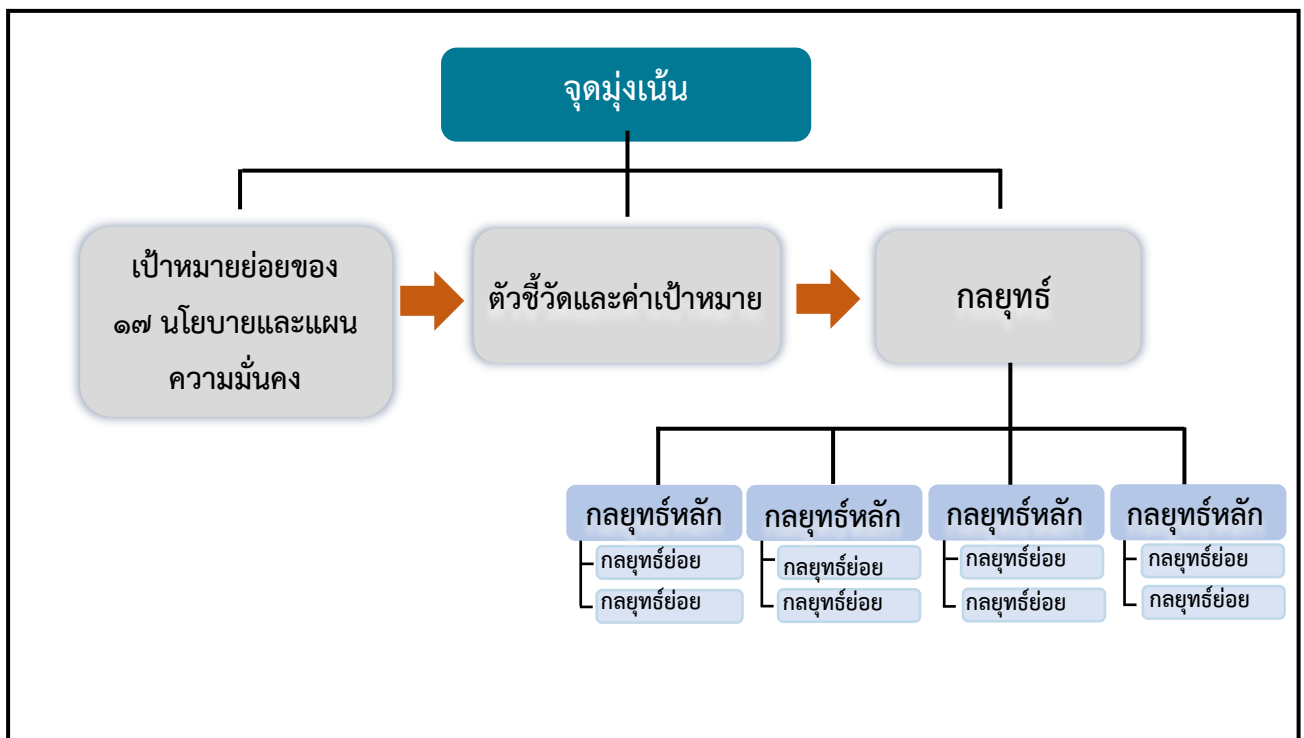 จุดมุ่งเน้น
เป้าหมายย่อยของ
๑๗ นโยบายและแผน
ความมั่นคง
ตัวชี้วัดและค่าเป้าหมาย
กลยุทธ์
กลยุทธ์หลัก
กลยุทธ์ย่อย
กลยุทธ์ย่อย
กลยุทธ์หลัก
กลยุทธ์ย่อย
กลยุทธ์ย่อย
กลยุทธ์หลัก
กลยุทธ์ย่อย
กลยุทธ์ย่อย
กลยุทธ์หลัก
กลยุทธ์ย่อย
กลยุทธ์ย่อย